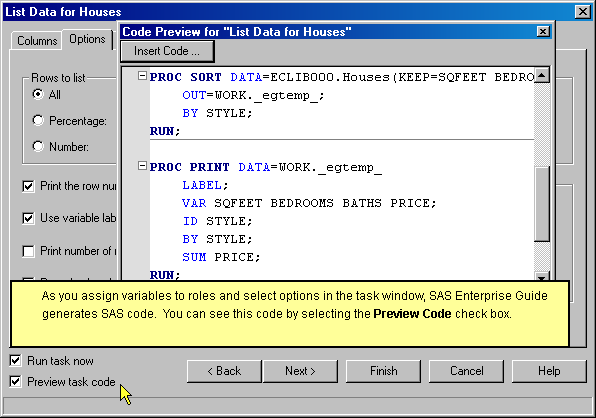 List Data for Houses
Columns
Options
Code Preview for "List Data for Houses"
Insert Code ...
Rows to list
All
Percentage:
Number:
Print the row nu
Use variable lab
Print number of
PROC SORT DATA=ECLIB000.Houses(KEEP=SQFEET BEDRO
OUT=WORK._egtemp_;
BY STYLE;
RUN;
PROC PRINT DATA=WORK._egtemp_
LABEL;
VAR SQFEET BEDROOMS BATHS PRICE;
ID STYLE;
BY STYLE;
SUM PRICE;
RUN;
As you assign variables to roles and select options in the task window, SAS Enterprise Guide
generates SAS code. You can see this code by selecting the Preview Code check box.
Run task now
Preview task code
< Back
Next >
Finish
Cancel
Help